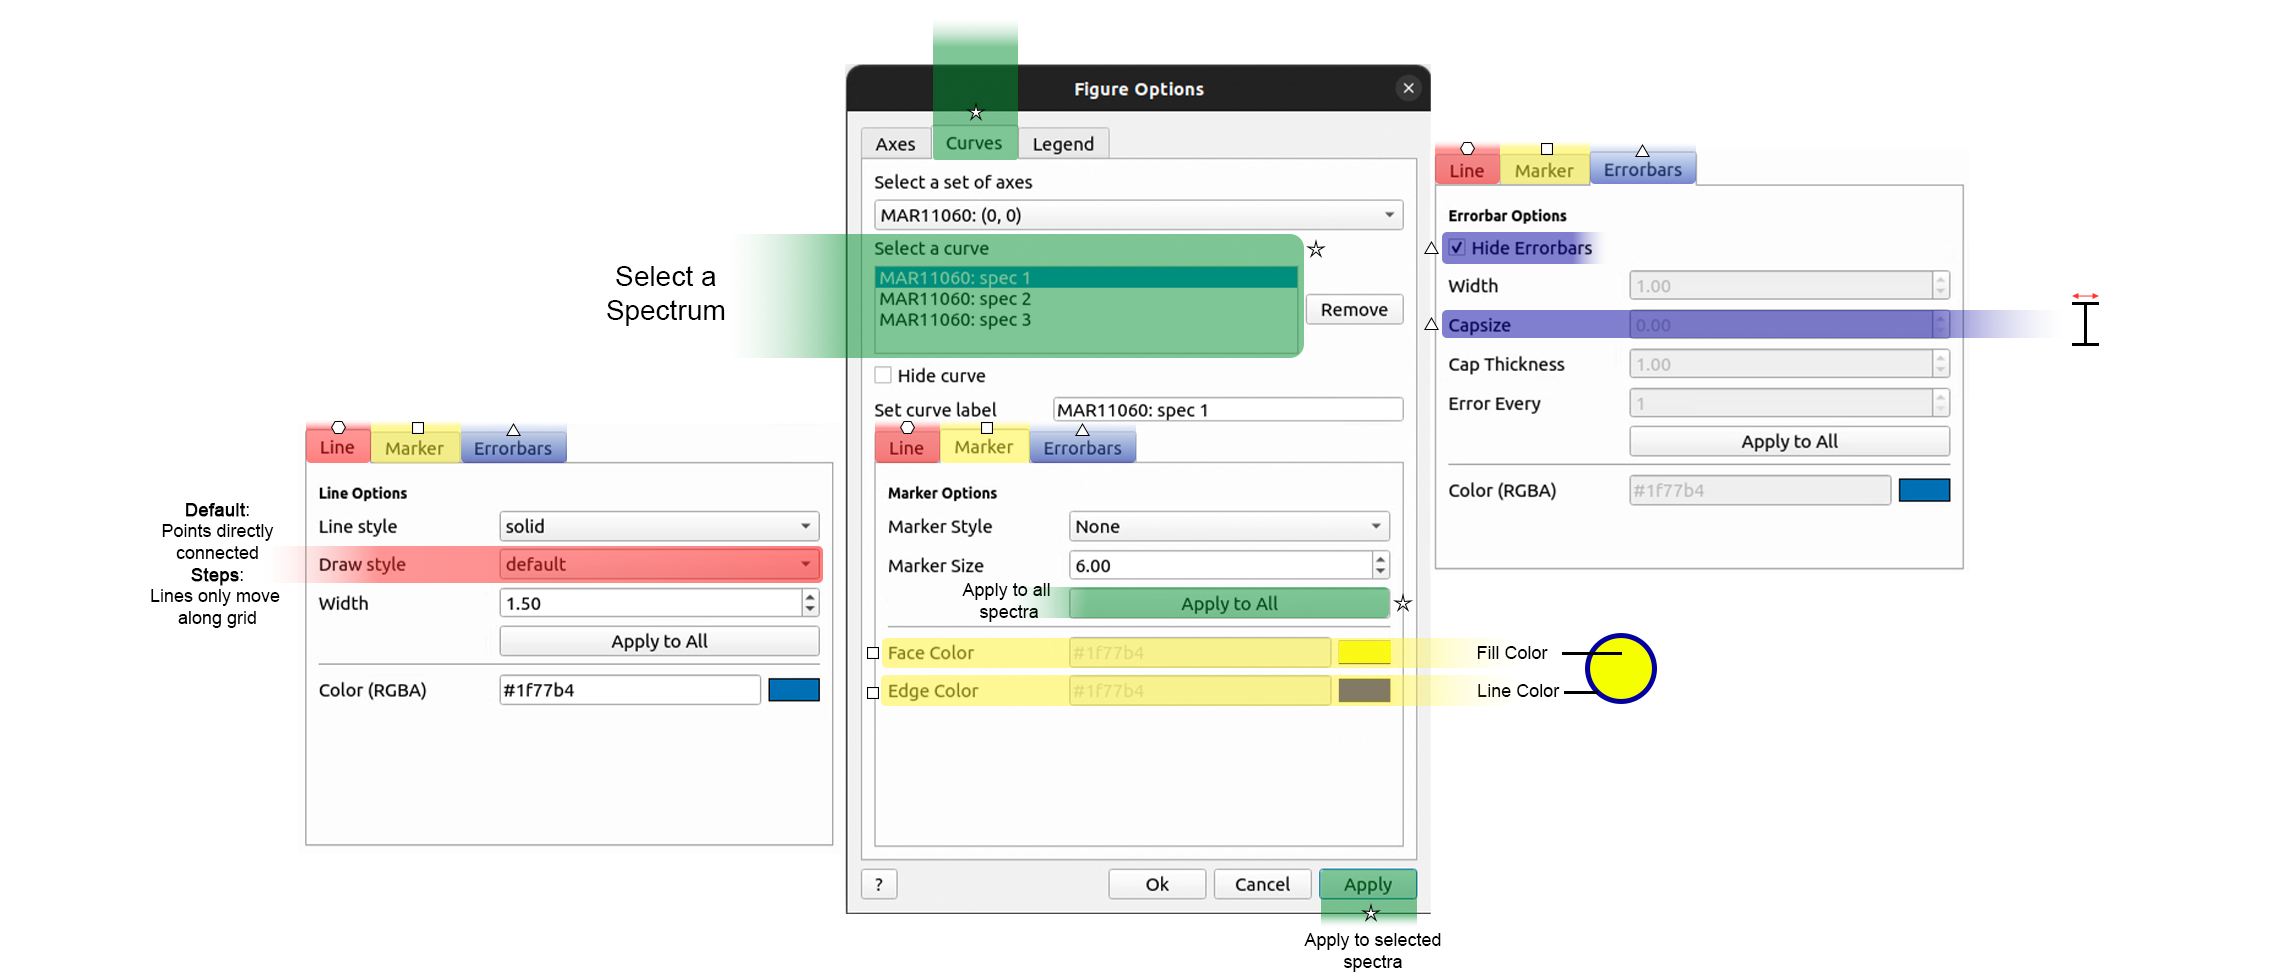 Figure Options
Axes
Curves
Legend
Select a set of axes
MAR11060: (0, 0)
Select a curve
MAR11060: spec 1
MAR11060: spec 2
MAR11060: spec 3
Remove
Hide curve
Set curve label
MAR11060: spec 1
Line
Marker
Errorbars
Marker Options
Marker Style
None
Marker Size
6.00
Apply to All
Face Color
#1f77b4
Edge Color
#1f77b4
?
Ok
Cancel
Apply
Select a
Spectrum
Apply to all
spectra
Fill Color
Line Color
Apply to selected
spectra
Line
Marker
Errorbars
Line Options
Line style
solid
Draw style
default
Width
1.50
Apply to All
Color (RGBA)
#1f77b4
Default:
Points directly
connected
Steps:
Lines only move
along grid
Line
Marker
Errorbars
Errorbar Options
Hide Errorbars
Width
1.00
Capsize
0.00
Cap Thickness
1.00
Error Every
1
Apply to All
Color (RGBA)
#1f77b4